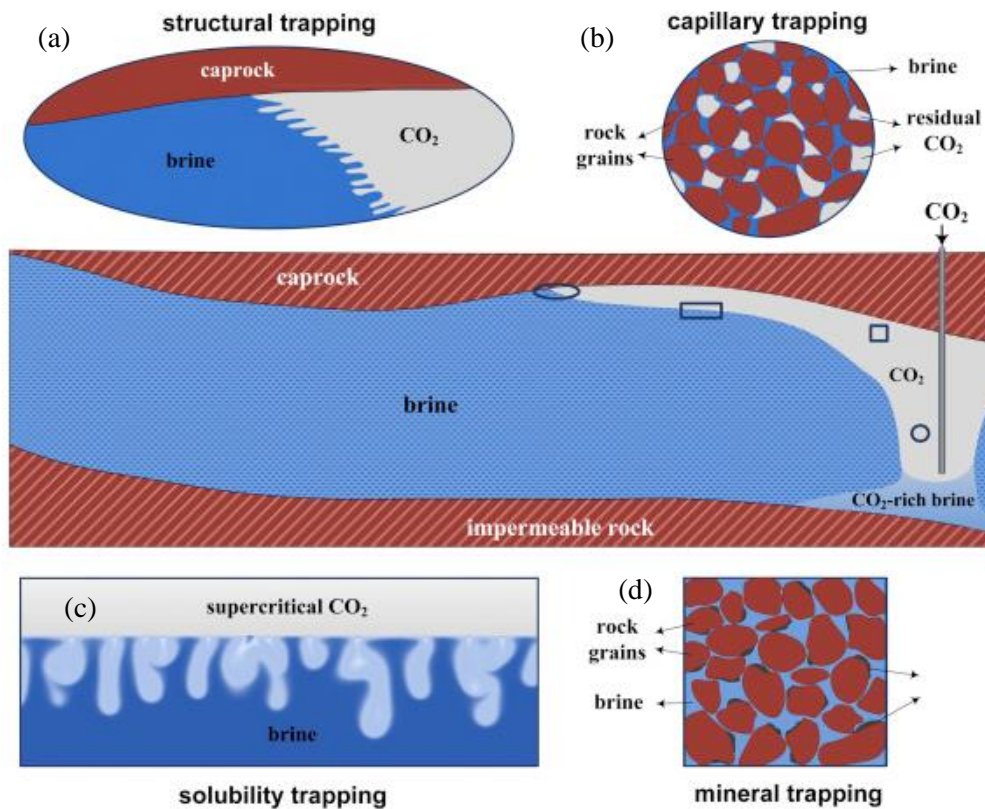 (a)
structural trapping
caprock
CO₂
brine
(b)
capillary trapping
brine
residual
CO₂
rock
grains
CO₂
caprock
CO₂
brine
CO₂-rich brine
impermeable rock
(c)
supercritical CO₂
brine
solubility trapping
(d)
rock
grains
brine
mineral trapping